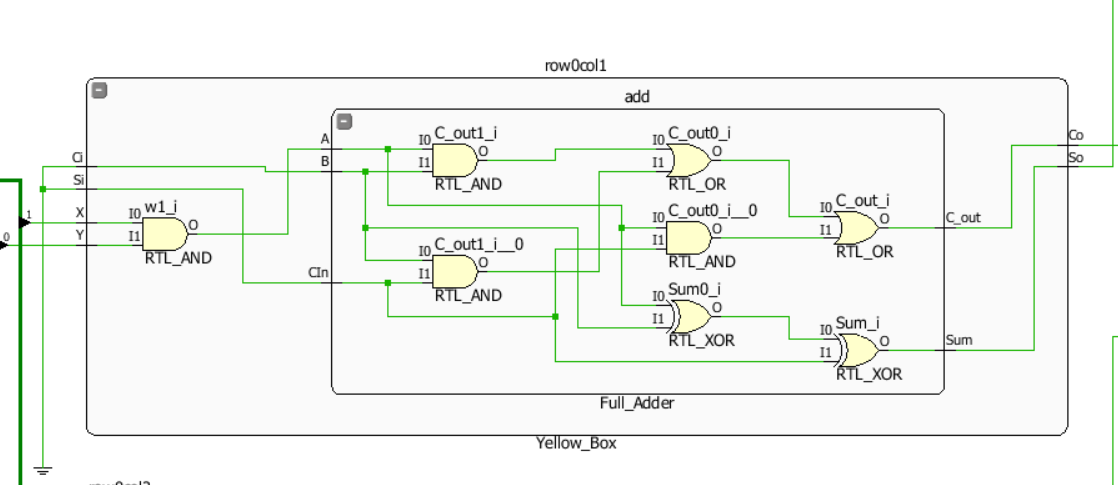 row0col1
add
A
I0 C_out1_i
O
I1
RTL_AND
I0 C_out0_i
O
I1
RTL_OR
Co
So
Ci
B
Si
1
X
I0 w1_i
O
0
Y
I1
RTL_AND
I0 C_out0_i__0
O
I1
RTL_AND
I0 C_out_i
O
I1
RTL_OR
C_out
CIn
I0 C_out1_i__0
O
I1
RTL_AND
I0 Sum0_i
O
I1
RTL_XOR
I0 Sum_i
O
I1
RTL_XOR
Sum
Full_Adder
Yellow_Box